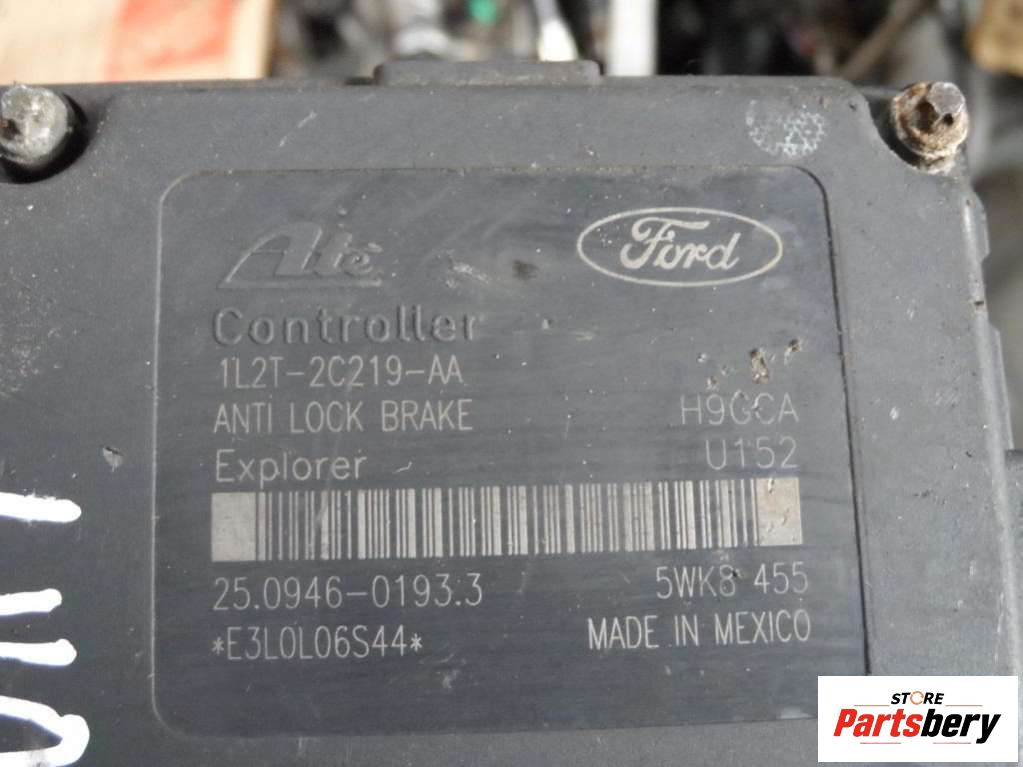 Ate
Ford
Controller
1L2T-2C219-AA
ANTI LOCK BRAKE H9GCA
Explorer U152
25.0946-0193.3 5WK8 455
*E3L0L06S44* MADE IN MEXICO
STORE
Partsbery